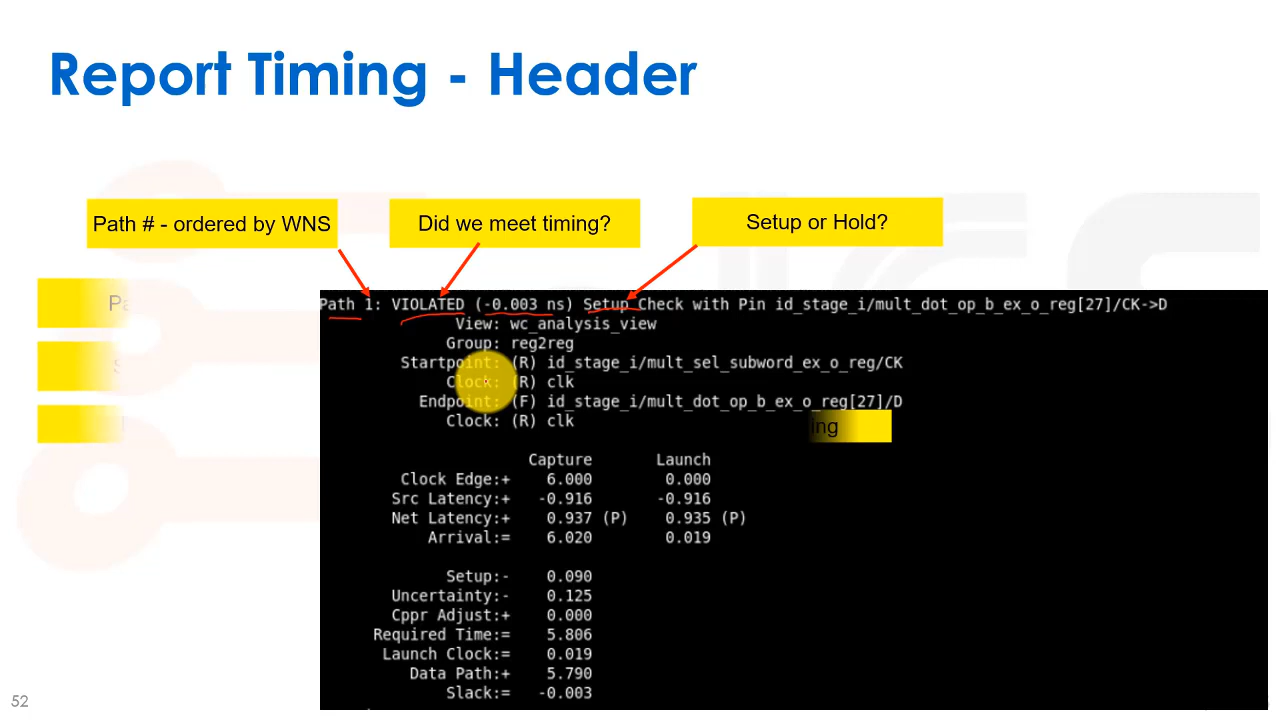 Report Timing - Header
Path # - ordered by WNS
Did we meet timing?
Setup or Hold?
Path 1: VIOLATED (-0.003 ns) Setup Check with Pin id_stage_i/mult_dot_op_b_ex_o_reg[27]/CK->D
View: wc_analysis_view
Group: reg2reg
Startpoint: (R) id_stage_i/mult_sel_subword_ex_o_reg/CK
Clock: (R) clk
Endpoint: (F) id_stage_i/mult_dot_op_b_ex_o_reg[27]/D
Clock: (R) clk
ing
Capture Launch
Clock Edge:+ 6.000 0.000
Src Latency:+ -0.916 -0.916
Net Latency:+ 0.937 (P) 0.935 (P)
Arrival:= 6.020 0.019
Setup:- 0.090
Uncertainty:- 0.125
Cppr Adjust:+ 0.000
Required Time:= 5.806
Launch Clock:= 0.019
Data Path:+ 5.790
Slack:= -0.003
52